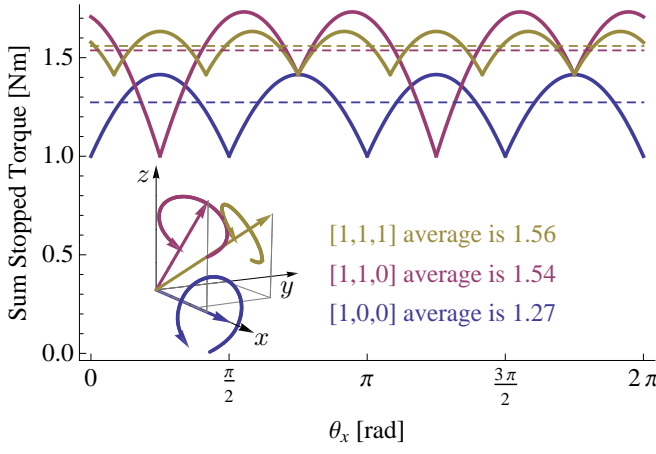 Sum Stopped Torque [Nm]
1.5
1.0
0.5
0.0
z
y
x
[1,1,1] average is 1.56
[1,1,0] average is 1.54
[1,0,0] average is 1.27
0
π/2
π
3 π/2
2 π
θx [rad]